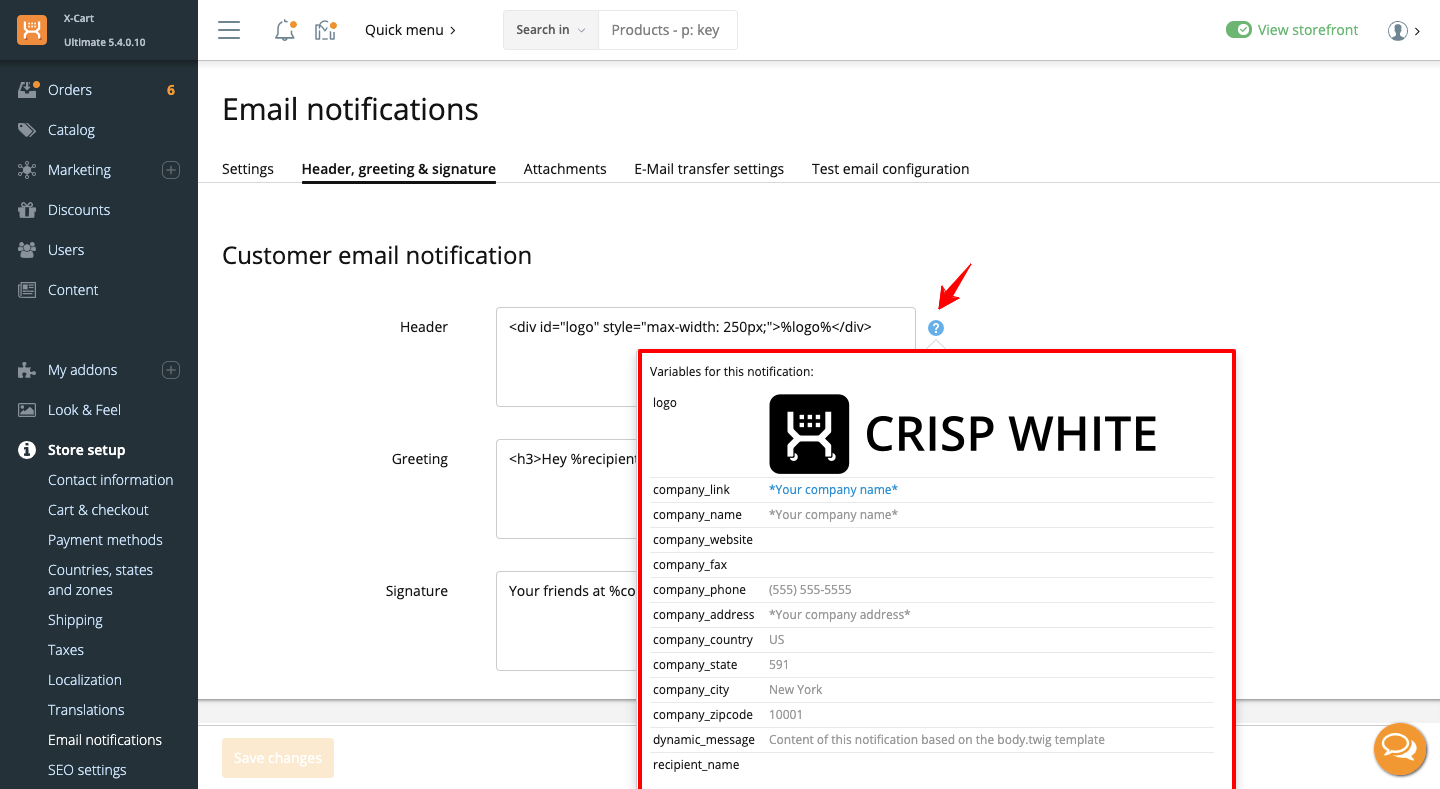 X-Cart
Ultimate 5.4.0.10
Quick menu
Search in
Products - p: key
View storefront
Orders 6
Catalog
Marketing
Discounts
Users
Content
My addons
Look & Feel
Store setup
Contact information
Cart & checkout
Payment methods
Countries, states
and zones
Shipping
Taxes
Localization
Translations
Email notifications
SEO settings
Email notifications
Settings
Header, greeting & signature
Attachments
E-Mail transfer settings
Test email configuration
Customer email notification
Header
<div id="logo" style="max-width: 250px;">%logo%</div>
?
Greeting
<h3>Hey %recipient
Signature
Your friends at %co
Save changes
Variables for this notification:
logo
CRISP WHITE
company_link *Your company name*
company_name *Your company name*
company_website
company_fax
company_phone (555) 555-5555
company_address *Your company address*
company_country US
company_state 591
company_city New York
company_zipcode 10001
dynamic_message Content of this notification based on the body.twig template
recipient_name